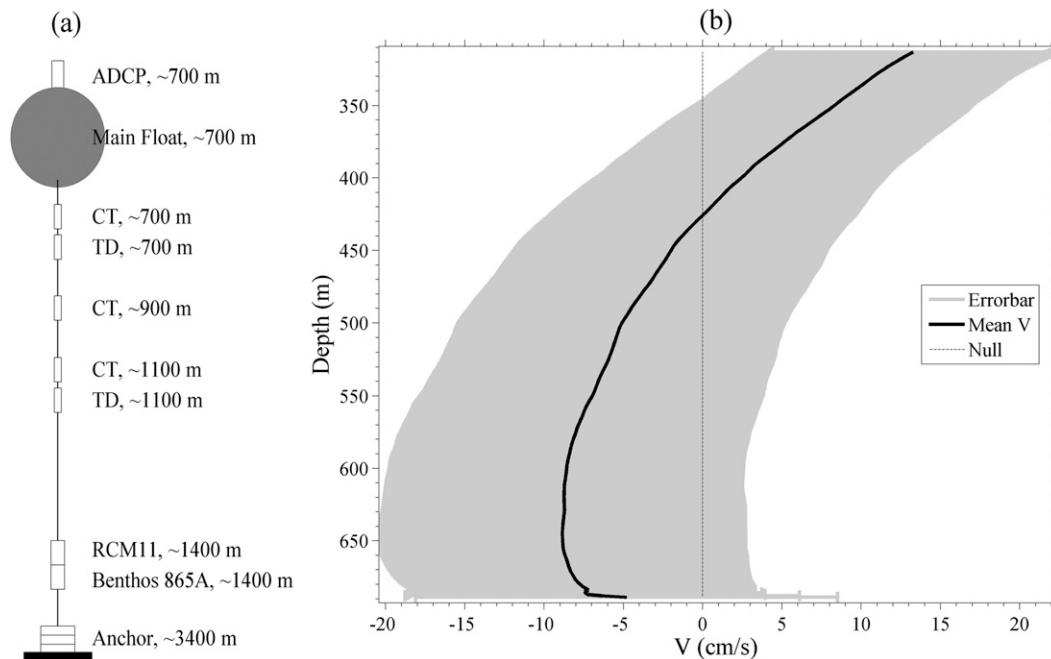 (a)
ADCP, ~700 m
Main Float, ~700 m
CT, ~700 m
TD, ~700 m
CT, ~900 m
CT, ~1100 m
TD, ~1100 m
RCM11, ~1400 m
Benthos 865A, ~1400 m
Anchor, ~3400 m
(b)
Depth (m)
350
400
450
500
550
600
650
Errorbar
Mean V
Null
-20 -15 -10 -5 0 5 10 15 20
V (cm/s)